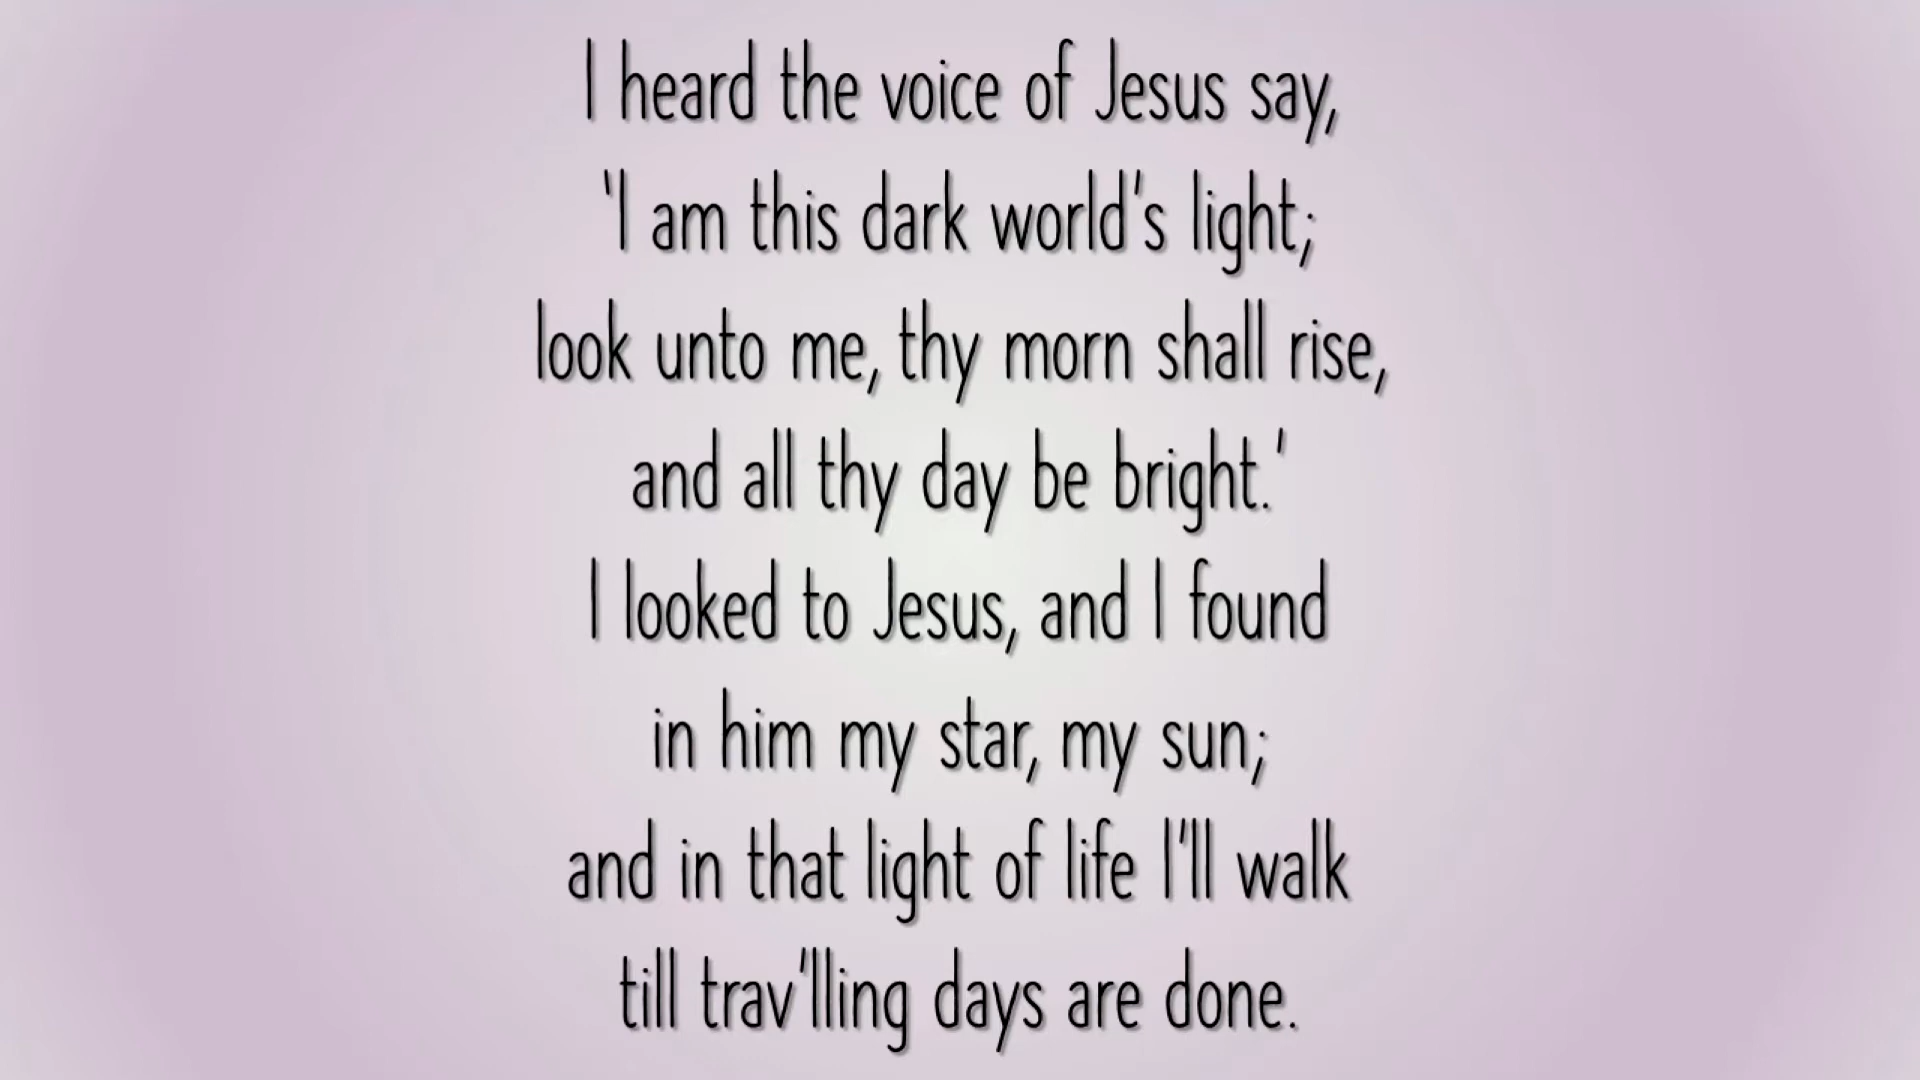 I heard the voice of Jesus say,
'I am this dark world's light;
look unto me, thy morn shall rise,
and all thy day be bright.'
I looked to Jesus, and I found
in him my star, my sun;
and in that light of life I'll walk
till trav'lling days are done.